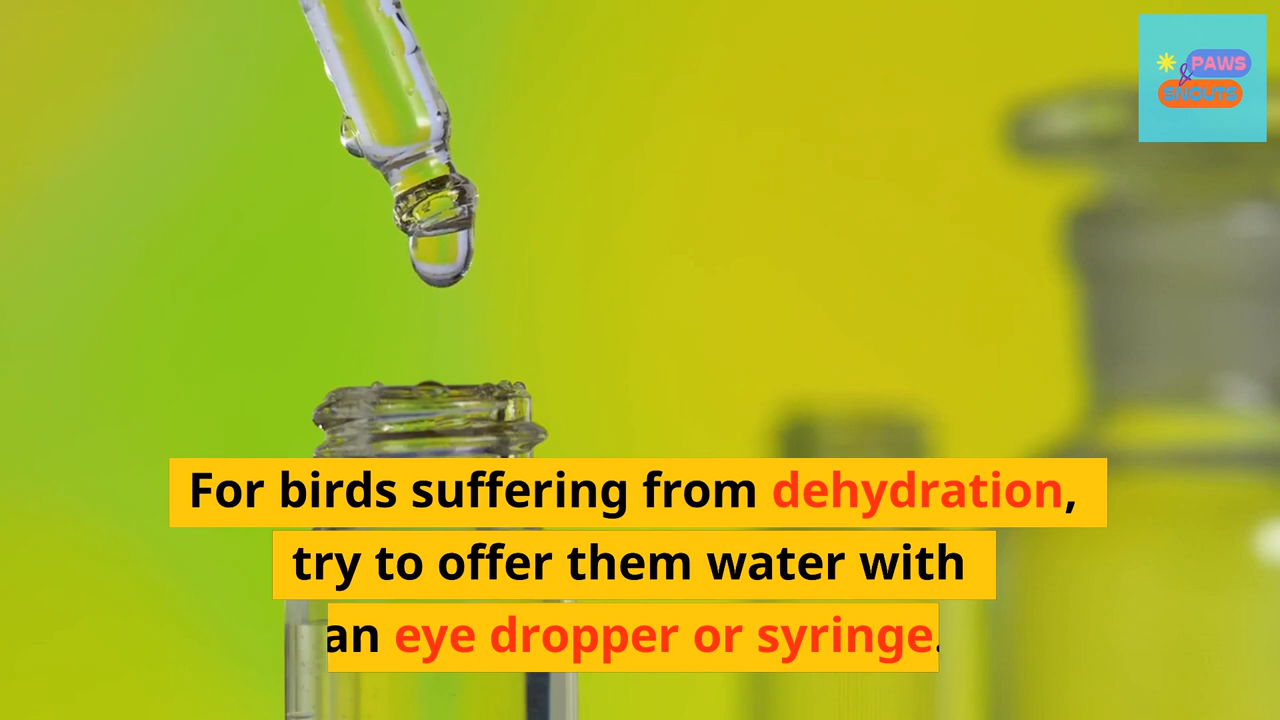 PAWS
&
SNOUTS
For birds suffering from dehydration,
try to offer them water with
an eye dropper or syringe.